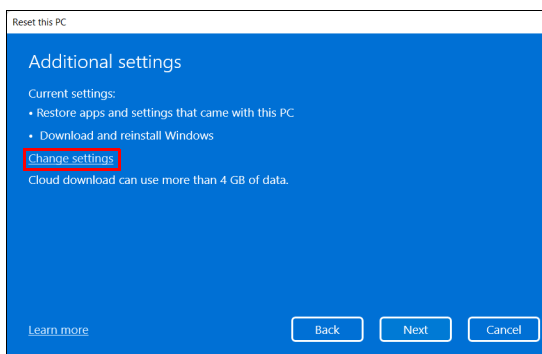 Reset this PC
Additional settings
Current settings:
• Restore apps and settings that came with this PC
• Download and reinstall Windows
Change settings
Cloud download can use more than 4 GB of data.
Learn more
Back
Next
Cancel